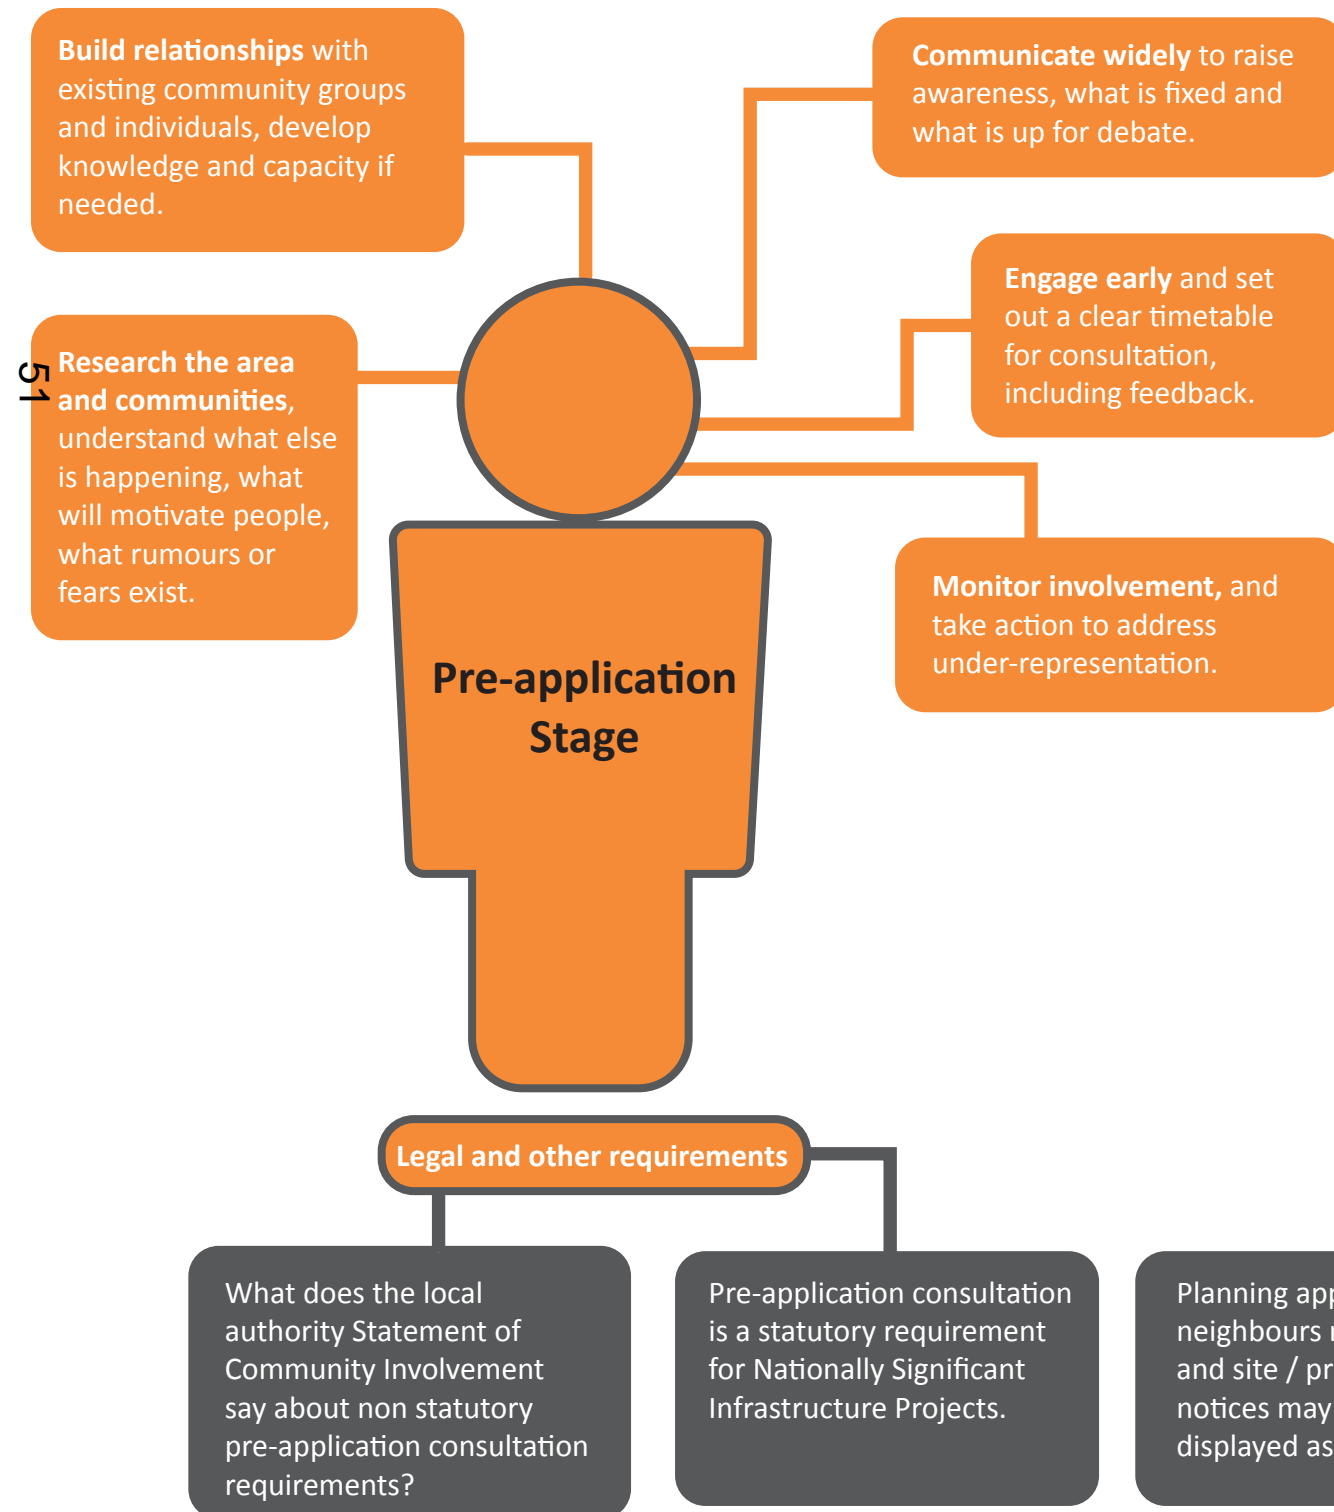 Build relationships with
existing community groups
and individuals, develop
knowledge and capacity if
needed.
Communicate widely to raise
awareness, what is fixed and
what is up for debate.
Engage early and set
out a clear timetable
for consultation,
including feedback.
Research the area
and communities,
understand what else
is happening, what
will motivate people,
what rumours or
fears exist.
51
Monitor involvement, and
take action to address
under-representation.
Pre-application
Stage
Legal and other requirements
What does the local
authority Statement of
Community Involvement
say about non statutory
pre-application consultation
requirements?
Pre-application consultation
is a statutory requirement
for Nationally Significant
Infrastructure Projects.
Planning
neighbours
and site /
notices may
displayed as